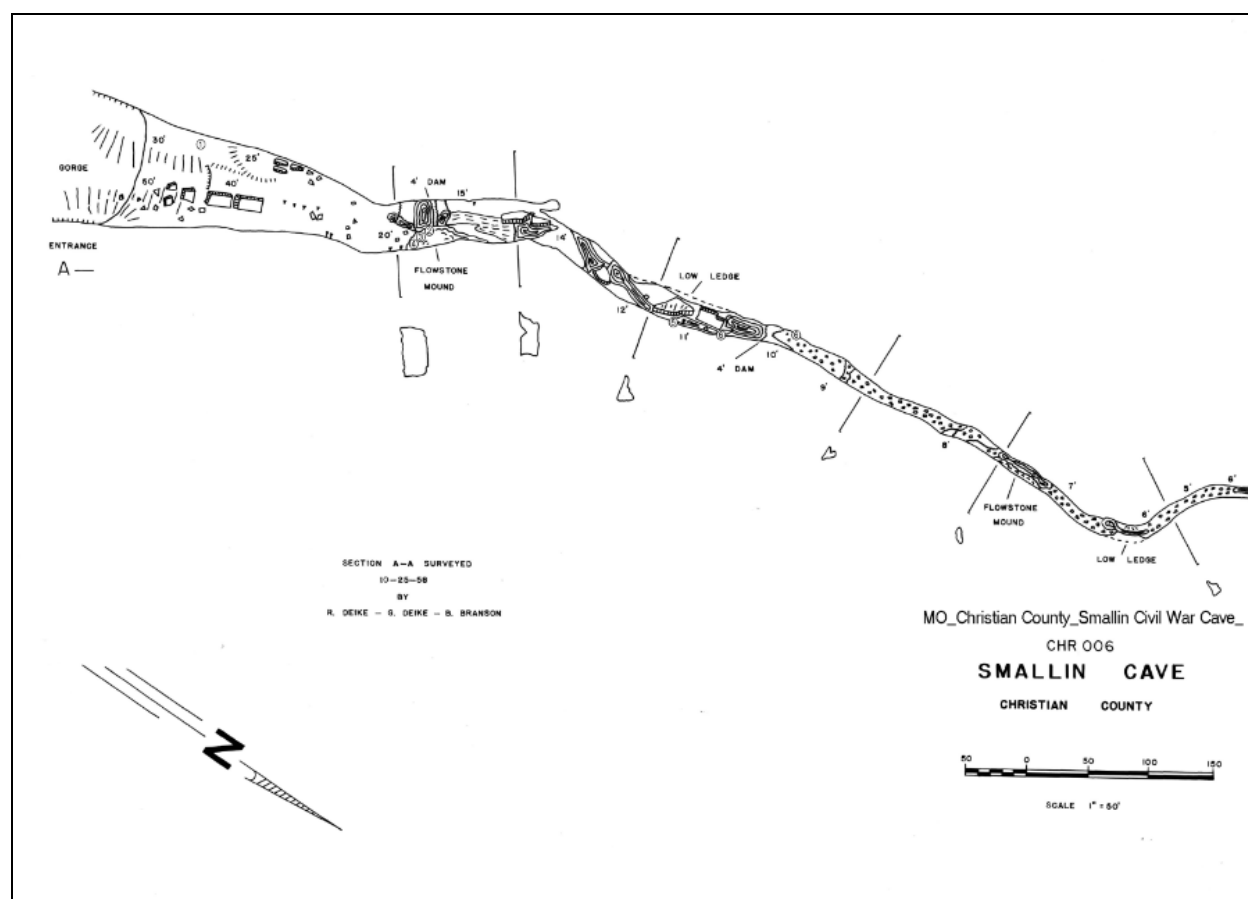 30'
①
25'
GORGE
50'
40'
ENTRANCE
A —
4' DAM
15'
20'
FLOWSTONE
MOUND
14'
LOW LEDGE
12'
11'
4' DAM
10'
9'
8'
FLOWSTONE
MOUND
7'
6'
5'
6'
LOW LEDGE
SECTION A—A SURVEYED
10—25—58
BY
R. DEIKE — G. DEIKE — B. BRANSON
MO_Christian County_Smallin Civil War Cave_
CHR 006
SMALLIN CAVE
CHRISTIAN COUNTY
50 0 50 100 150
SCALE 1" = 50'
N